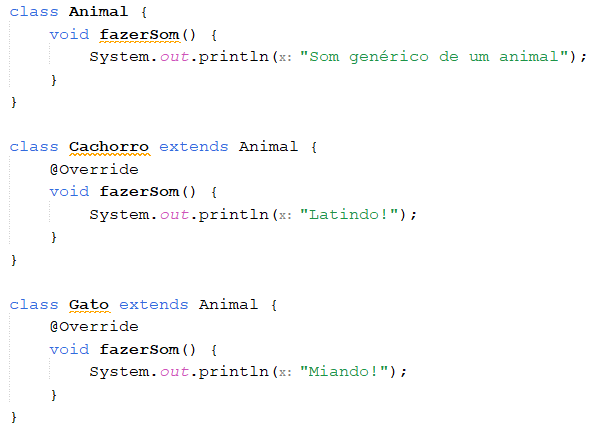 class Animal {
    void fazerSom() {
        System.out.println(x: "Som genérico de um animal");
    }
}

class Cachorro extends Animal {
    @Override
    void fazerSom() {
        System.out.println(x: "Latindo!");
    }
}

class Gato extends Animal {
    @Override
    void fazerSom() {
        System.out.println(x: "Miando!");
    }
}